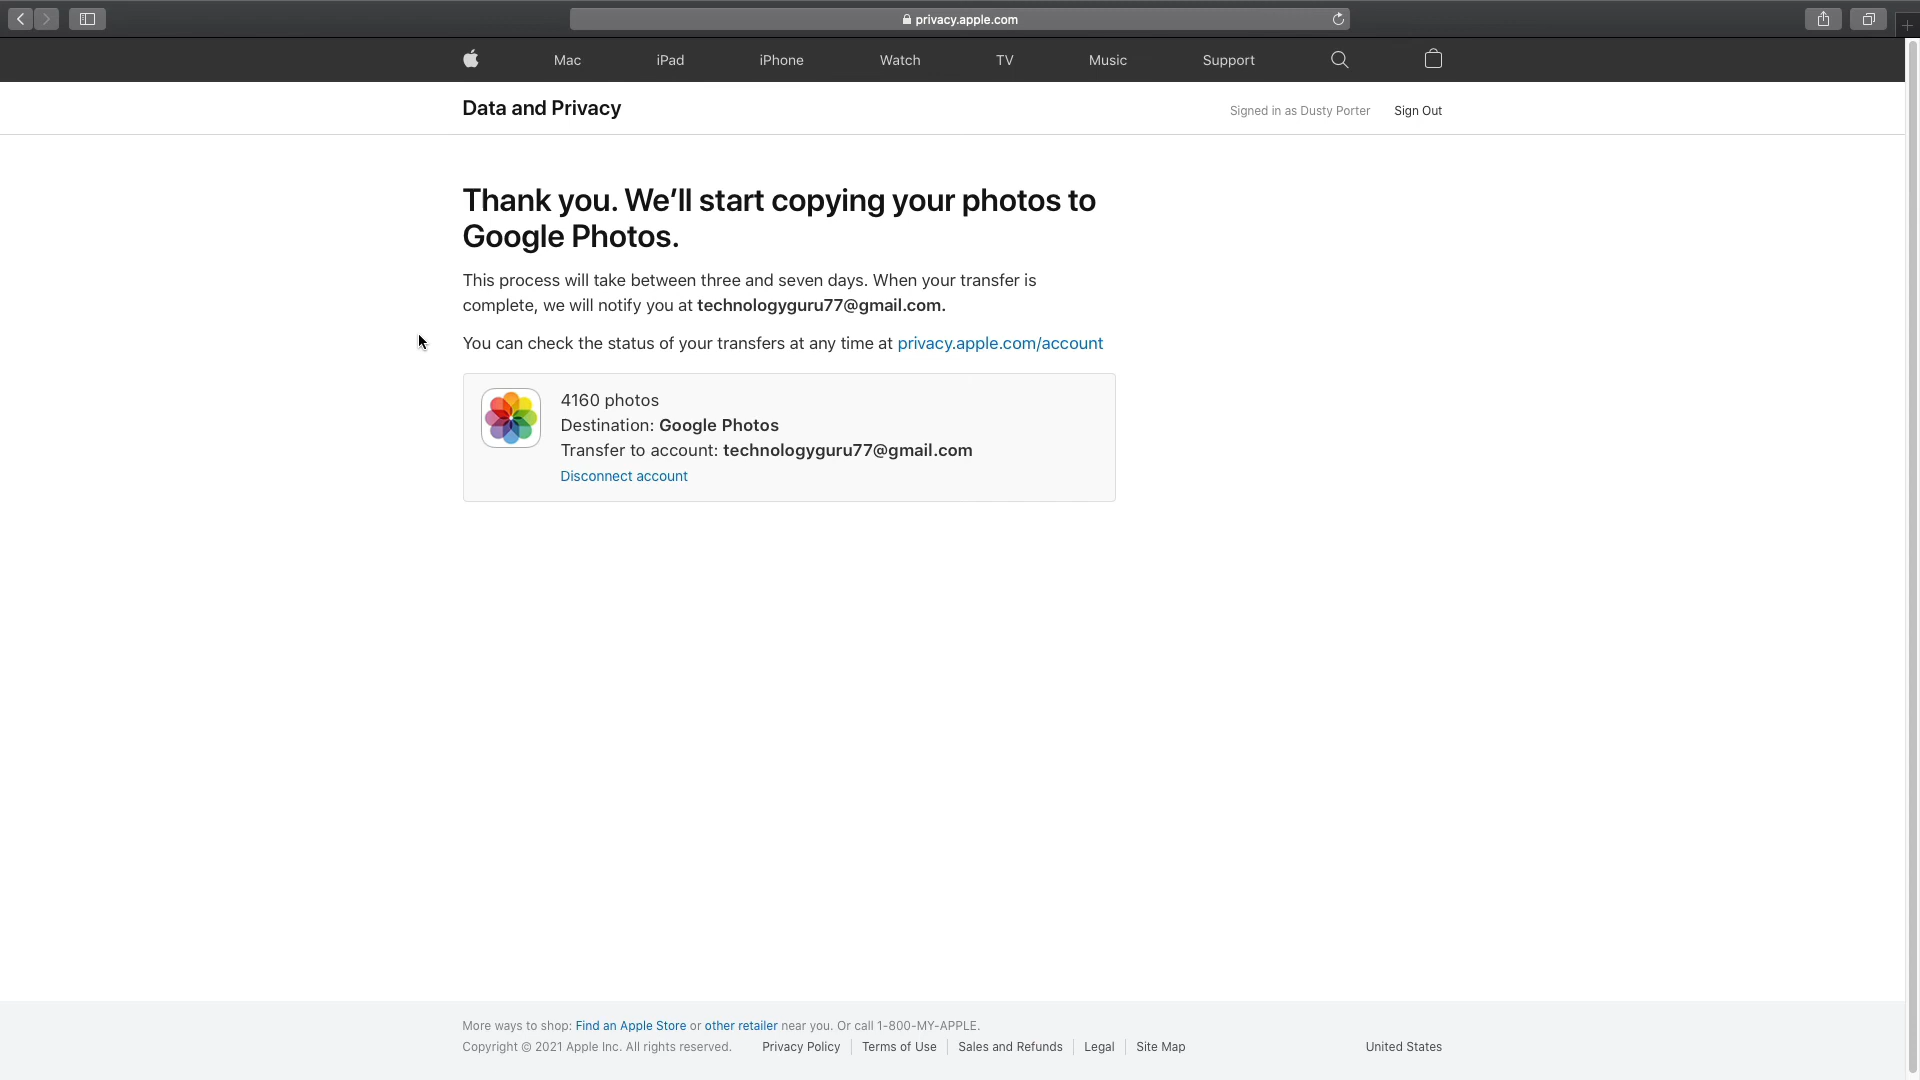 privacy.apple.com
Mac iPad iPhone Watch TV Music Support
Data and Privacy
Signed in as Dusty Porter Sign Out
Thank you. We’ll start copying your photos to
Google Photos.
This process will take between three and seven days. When your transfer is
complete, we will notify you at technologyguru77@gmail.com.
You can check the status of your transfers at any time at privacy.apple.com/account
4160 photos
Destination: Google Photos
Transfer to account: technologyguru77@gmail.com
Disconnect account
More ways to shop: Find an Apple Store or other retailer near you. Or call 1-800-MY-APPLE.
Copyright © 2021 Apple Inc. All rights reserved. Privacy Policy Terms of Use Sales and Refunds Legal Site Map United States